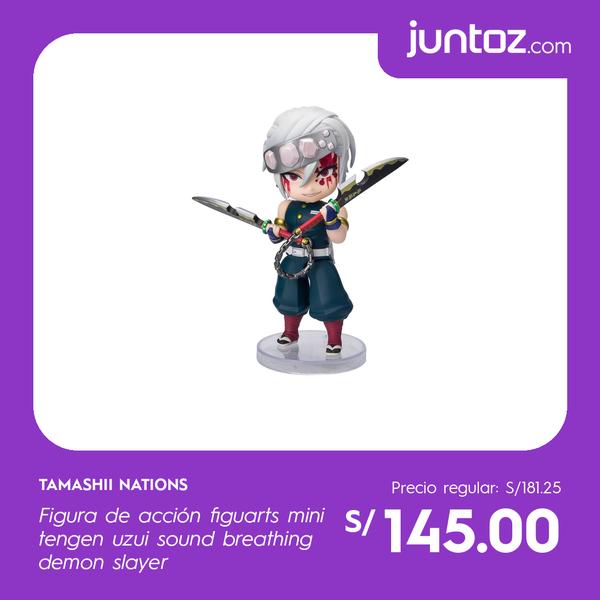 juntoz.com
TAMASHII NATIONS
Figura de acción figuarts mini
tengen uzui sound breathing
demon slayer
Precio regular: S/181.25
S/145.00